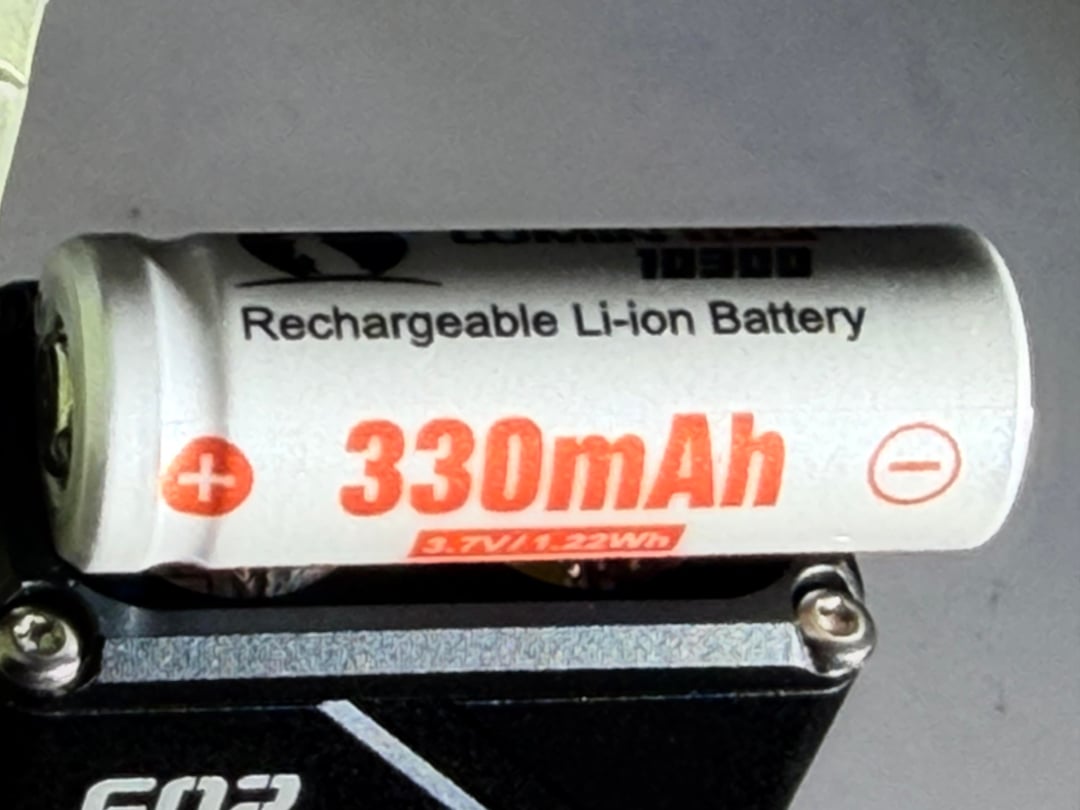 10300
Rechargeable Li-ion Battery
+
330mAh
−
3.7V/1.22Wh